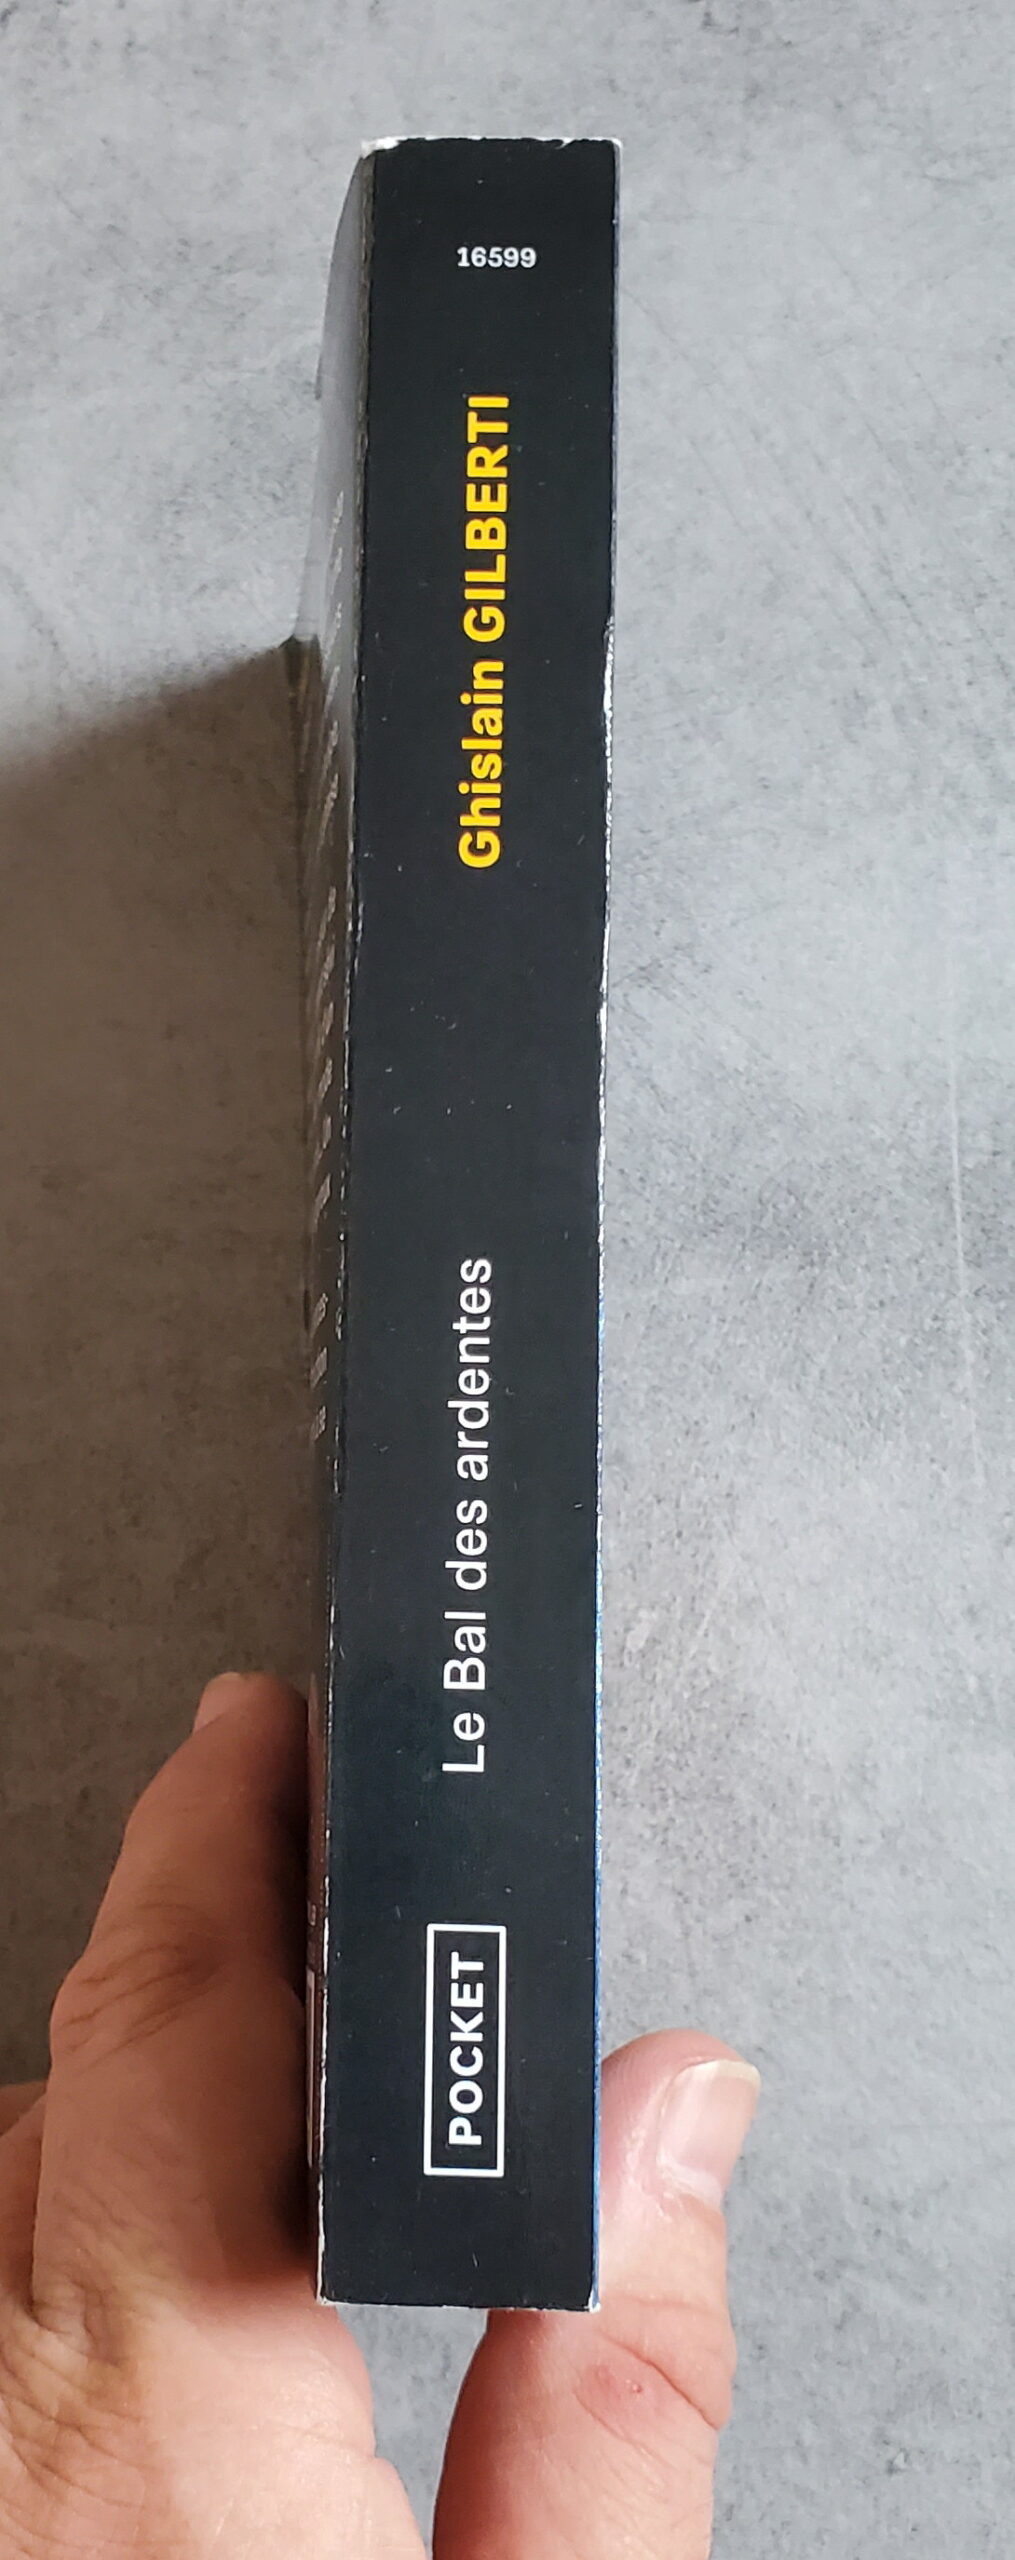 16599
Ghislain GILBERTI
Le Bal des ardentes
POCKET